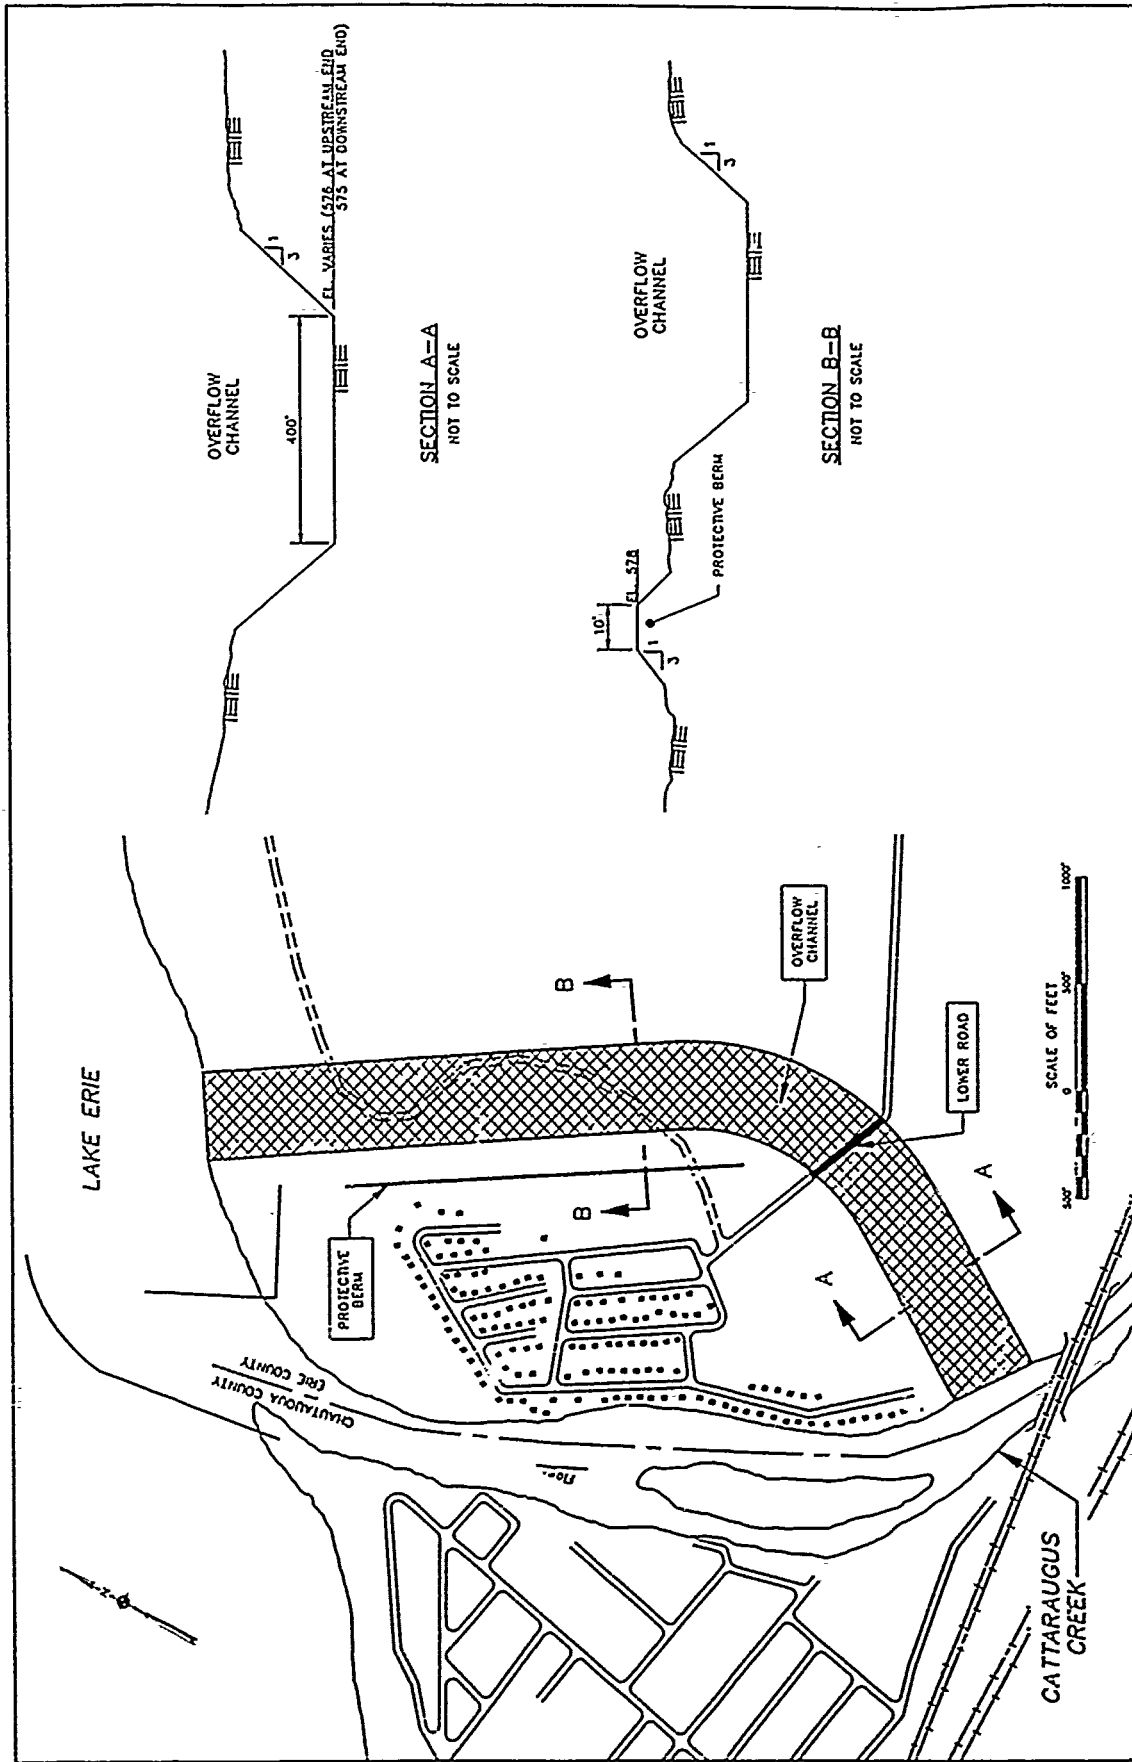 LAKE ERIE
PROTECTIVE
BERM
CHAUTAUQUA COUNTY
ERIE COUNTY
B
B
OVERFLOW
CHANNEL
LOWER ROAD
A
A
SCALE OF FEET
500' 0 500' 1000'
CATTARAUGUS
CREEK
OVERFLOW
CHANNEL
400'
1
3
EL. VARIES (576 AT UPSTREAM END
575 AT DOWNSTREAM END)
SECTION A-A
NOT TO SCALE
OVERFLOW
CHANNEL
10'
EL. 578
1
3
1
3
PROTECTIVE BERM
SECTION B-B
NOT TO SCALE